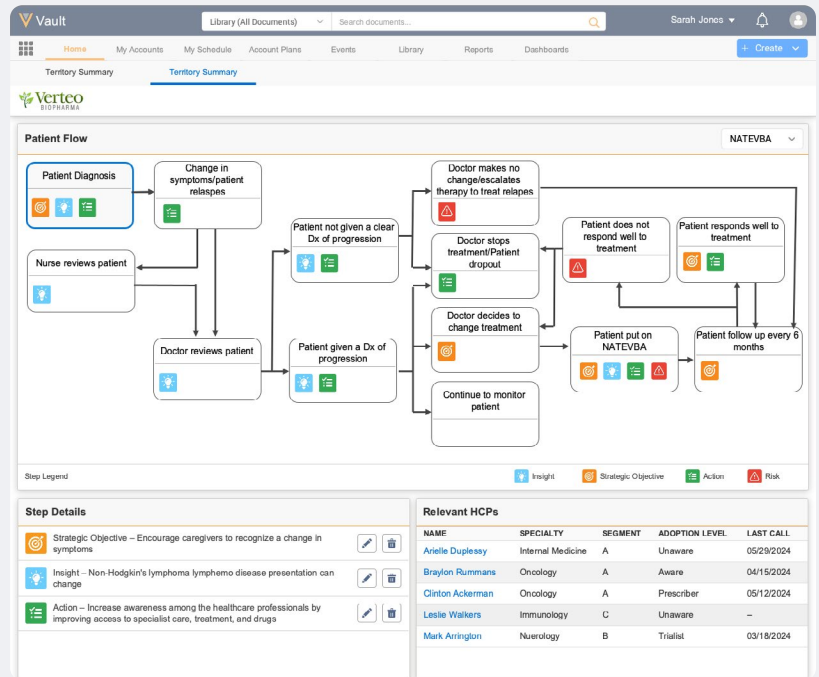 Vault
Library (All Documents)
Search documents...
Sarah Jones
Home
My Accounts
My Schedule
Account Plans
Events
Library
Reports
Dashboards
+ Create
Territory Summary
Territory Summary
Verteo
BIOPHARMA
Patient Flow
NATEVBA
Patient Diagnosis
Change in
symptoms/patient
relaspes
Nurse reviews patient
Doctor reviews patient
Patient not given a clear
Dx of progression
Patient given a Dx of
progression
Doctor makes no
change/escalates
therapy to treat relapes
Doctor stops
treatment/Patient
dropout
Doctor decides to
change treatment
Continue to monitor
patient
Patient does not
respond well to
treatment
Patient responds well to
treatment
Patient put on
NATEVBA
Patient follow up every 6
months
Step Legend
Insight
Strategic Objective
Action
Risk
Step Details
Strategic Objective – Encourage caregivers to recognize a change in
symptoms
Insight – Non-Hodgkin's lymphoma lymphemo disease presentation can
change
Action – Increase awareness among the healthcare professionals by
improving access to specialist care, treatment, and drugs
Relevant HCPs
NAME SPECIALTY SEGMENT ADOPTION LEVEL LAST CALL
Arielle Duplessy Internal Medicine A Unaware 05/29/2024
Braylon Rummans Oncology A Aware 04/15/2024
Clinton Ackerman Oncology A Prescriber 05/12/2024
Leslie Walkers Immunology C Unaware –
Mark Arrington Nuerology B Trialist 03/18/2024